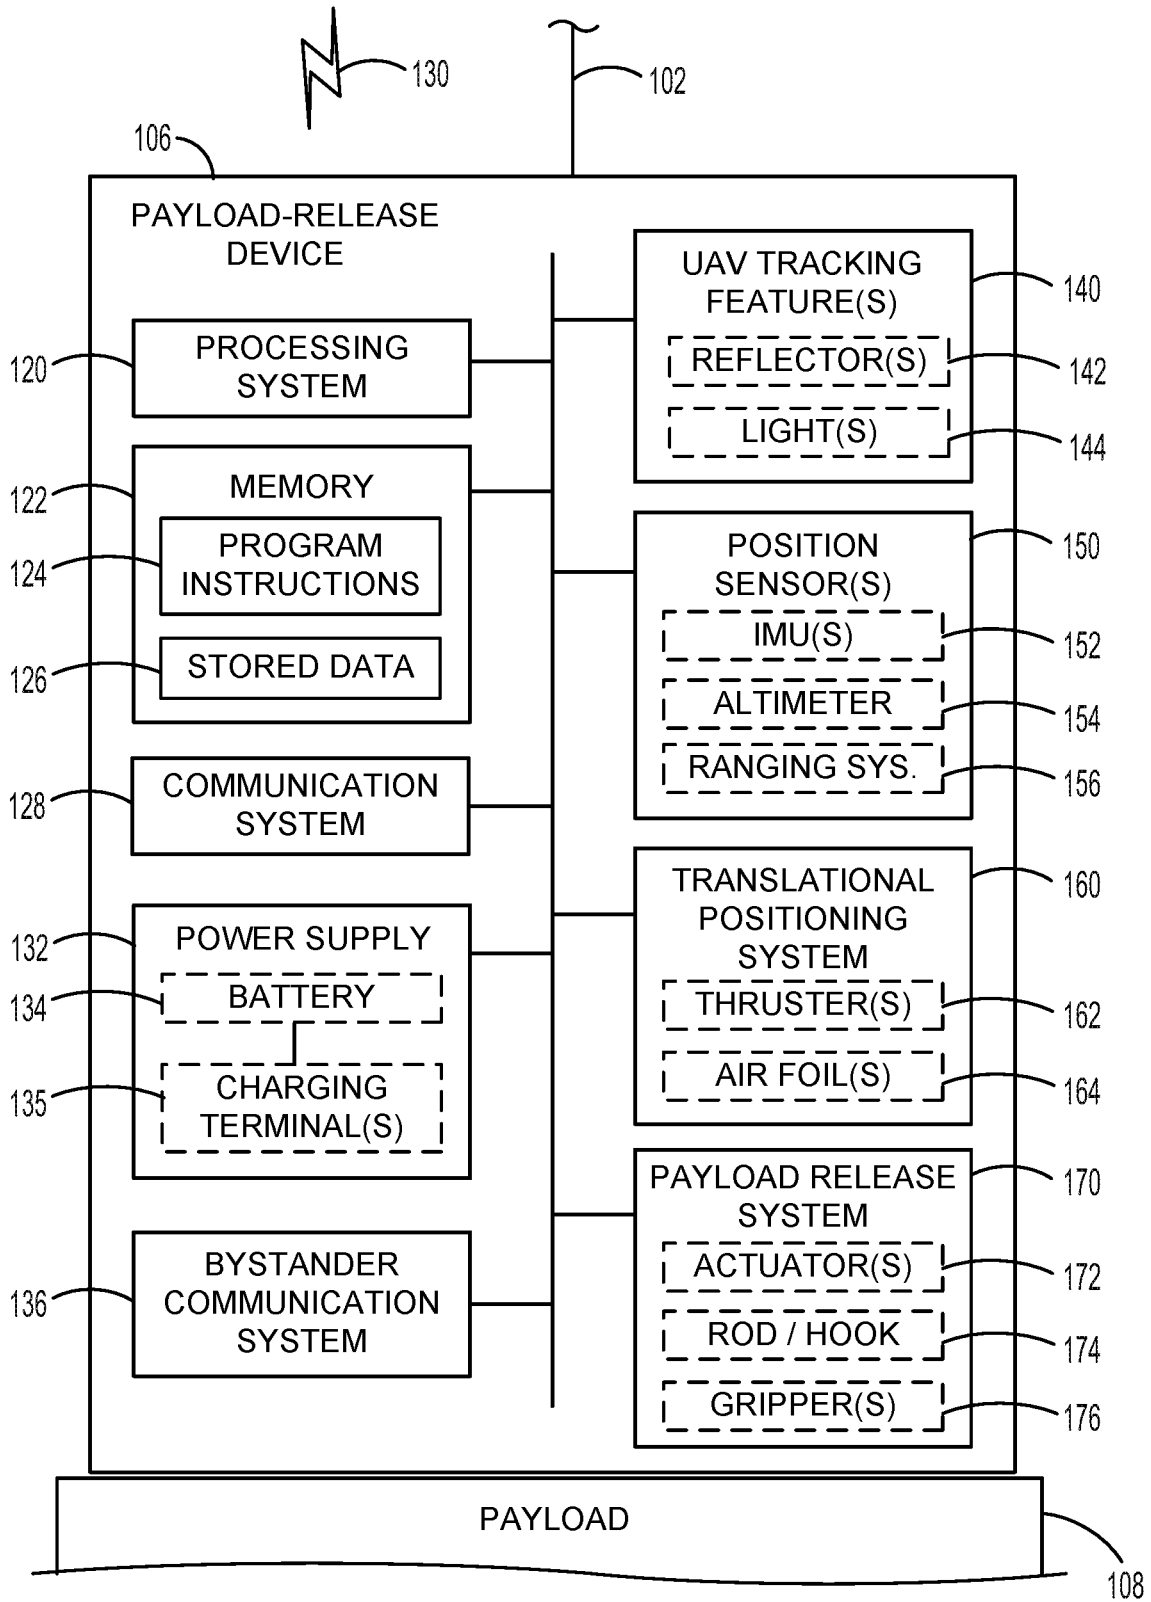 130
102
106
PAYLOAD-RELEASE
DEVICE
120
PROCESSING
SYSTEM
122
MEMORY
124
PROGRAM
INSTRUCTIONS
126
STORED DATA
128
COMMUNICATION
SYSTEM
132
POWER SUPPLY
134
BATTERY
135
CHARGING
TERMINAL(S)
136
BYSTANDER
COMMUNICATION
SYSTEM
UAV TRACKING
FEATURE(S)
140
REFLECTOR(S)
142
LIGHT(S)
144
POSITION
SENSOR(S)
150
IMU(S)
152
ALTIMETER
154
RANGING SYS.
156
TRANSLATIONAL
POSITIONING
SYSTEM
160
THRUSTER(S)
162
AIR FOIL(S)
164
PAYLOAD RELEASE
SYSTEM
170
ACTUATOR(S)
172
ROD / HOOK
174
GRIPPER(S)
176
PAYLOAD
108